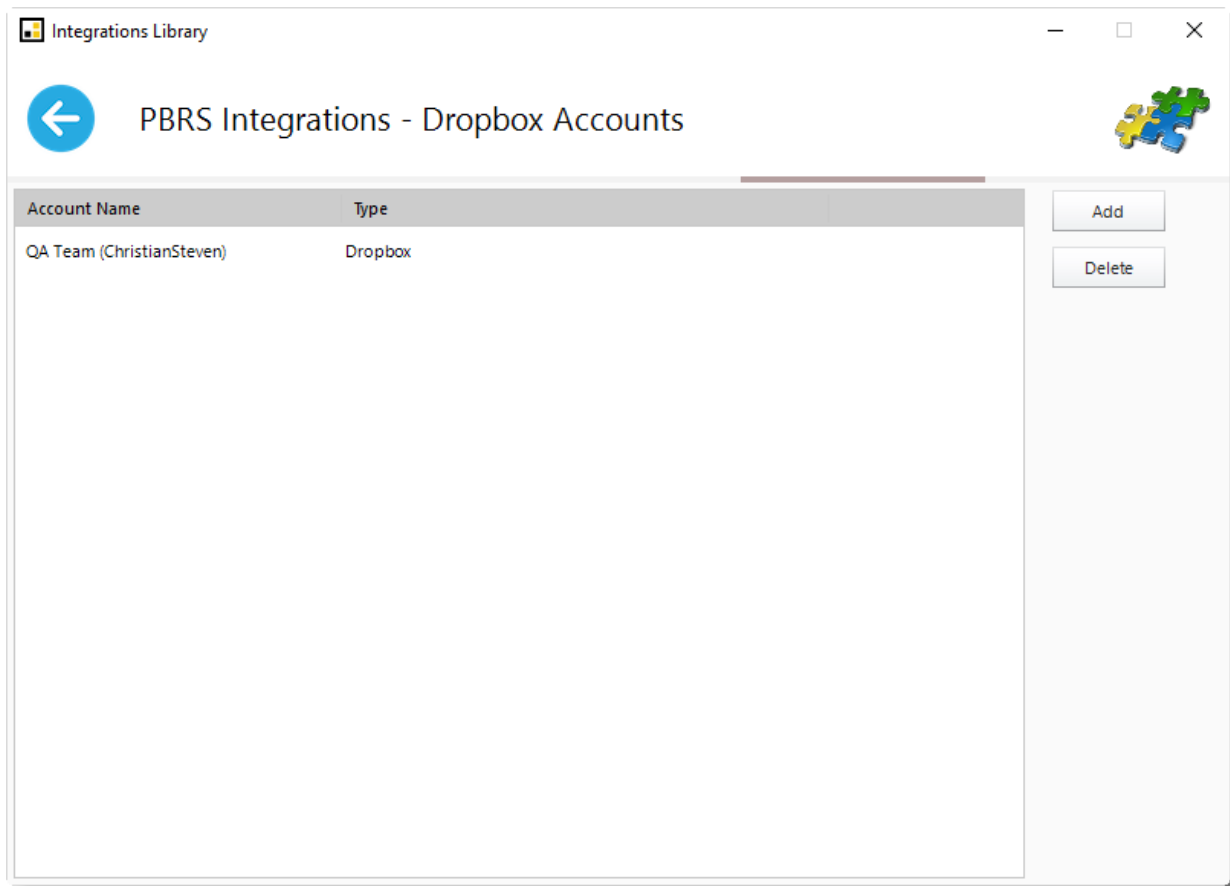 Integrations Library
PBRS Integrations - Dropbox Accounts
Account Name Type
Add
QA Team (ChristianSteven) Dropbox
Delete